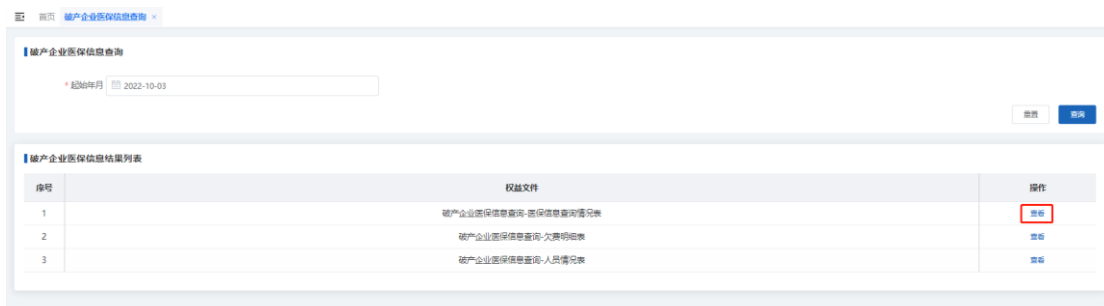 首页 破产企业医保信息查询 ×
破产企业医保信息查询
* 起始年月 2022-10-03
重置 查询
破产企业医保信息结果列表
序号 权益文件 操作
1 破产企业医保信息查询-医保信息查询情况表 查看
2 破产企业医保信息查询-欠费明细表 查看
3 破产企业医保信息查询-人员情况表 查看